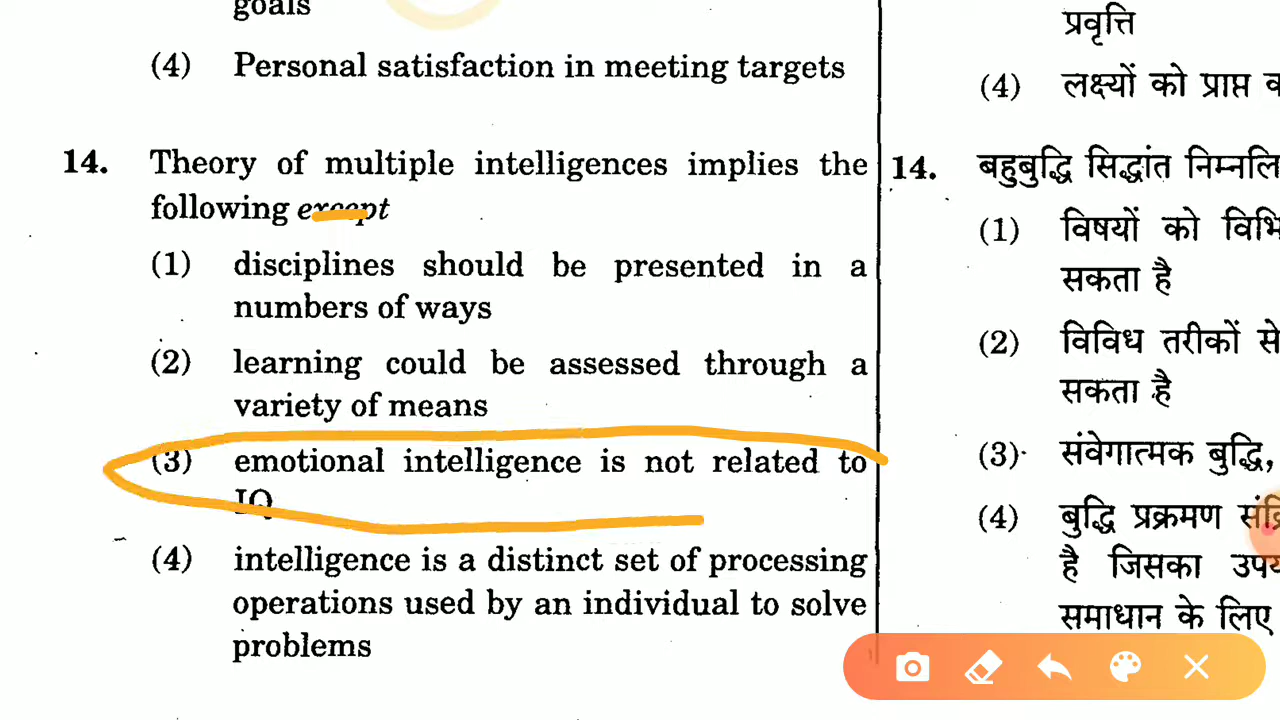 goals
(4) Personal satisfaction in meeting targets
14. Theory of multiple intelligences implies the
following except
(1) disciplines should be presented in a
numbers of ways
(2) learning could be assessed through a
variety of means
(3) emotional intelligence is not related to
IQ
(4) intelligence is a distinct set of processing
operations used by an individual to solve
problems
प्रवृत्ति
(4) लक्ष्यों को प्राप्त
14. बहुबुद्धि सिद्धांत
(1) विषयों को
सकता है
(2) विविध तरीकों से
सकता है
(3) संवेगात्मक बुद्धि,
(4) बुद्धि प्रक्रमण
है जिसका
समाधान के लिए